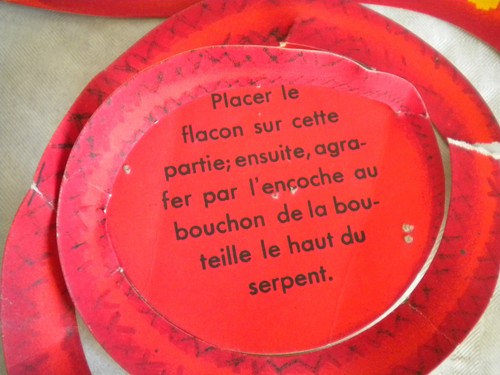 Placer le
flacon sur cette
partie; ensuite, agra-
fer par l'encoche au
bouchon de la bou-
teille le haut du
serpent.